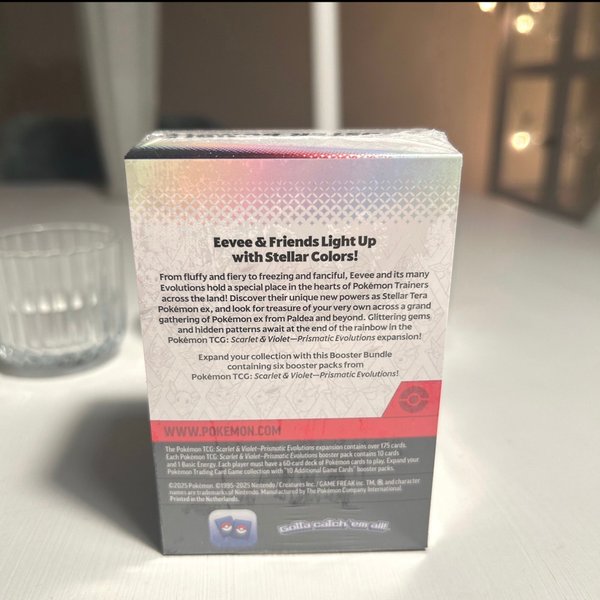 Eevee & Friends Light Up
with Stellar Colors!
From fluffy and fiery to freezing and fanciful, Eevee and its many
Evolutions hold a special place in the hearts of Pokémon Trainers
across the land! Discover their unique new powers as Stellar Tera
Pokémon ex, and look for treasure of your very own across a grand
gathering of Pokémon ex from Paldea and beyond. Glittering gems
and hidden patterns await at the end of the rainbow in the
Pokémon TCG: Scarlet & Violet—Prismatic Evolutions expansion!
Expand your collection with this Booster Bundle
containing six booster packs from
Pokémon TCG: Scarlet & Violet—Prismatic Evolutions!
WWW.POKEMON.COM
The Pokémon TCG: Scarlet & Violet—Prismatic Evolutions expansion contains over 175 cards.
Each Pokémon TCG: Scarlet & Violet—Prismatic Evolutions booster pack contains 10 cards
and 1 Basic Energy. Each player must have a 60-card deck of Pokémon cards to play. Expand your
Pokémon Trading Card Game collection with "10 Additional Game Cards" booster packs.
©2025 Pokémon. ©1995-2025 Nintendo / Creatures Inc. / GAME FREAK inc. TM, ®, and character
names are trademarks of Nintendo. Manufactured by The Pokémon Company International.
Printed in the Netherlands.
Gotta catch 'em all!